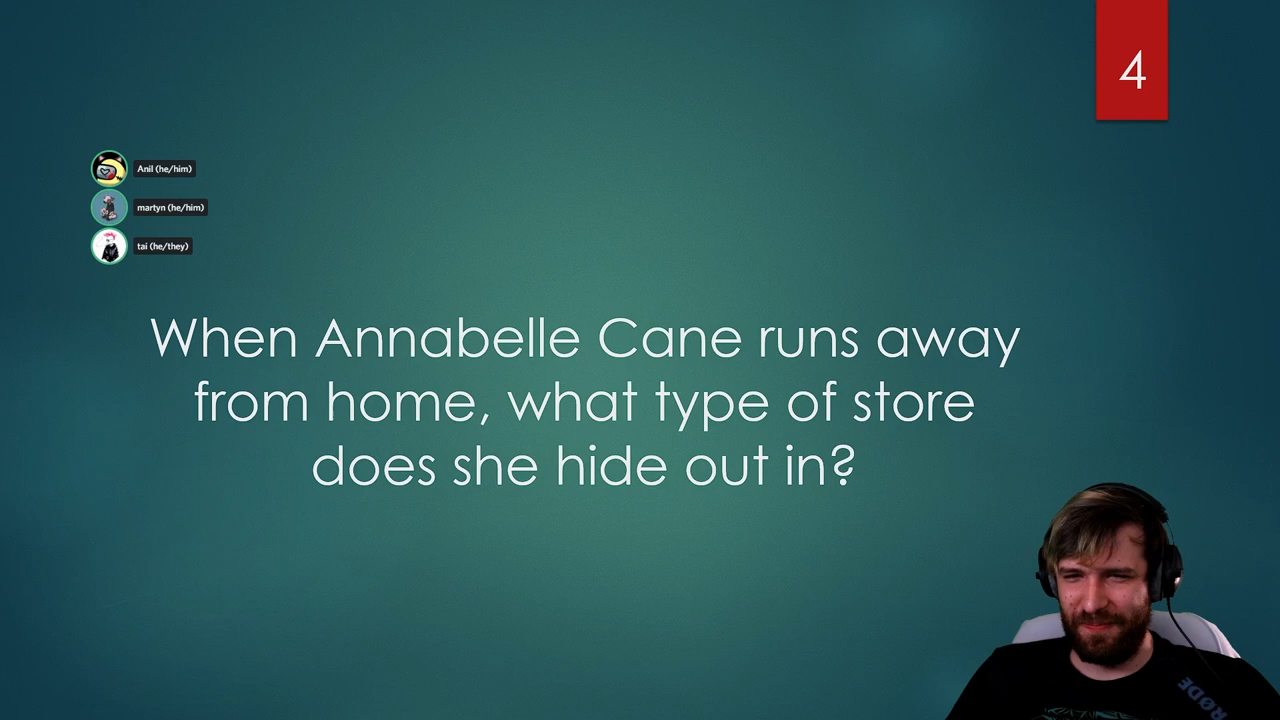 4
Anil (he/him)
martyn (he/him)
tai (he/they)
When Annabelle Cane runs away
from home, what type of store
does she hide out in?
RØDE